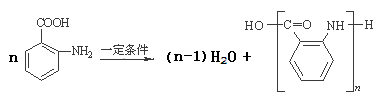 COOH
n NH₂ 一定条件 (n-1)H₂O + HO C=O NH H n